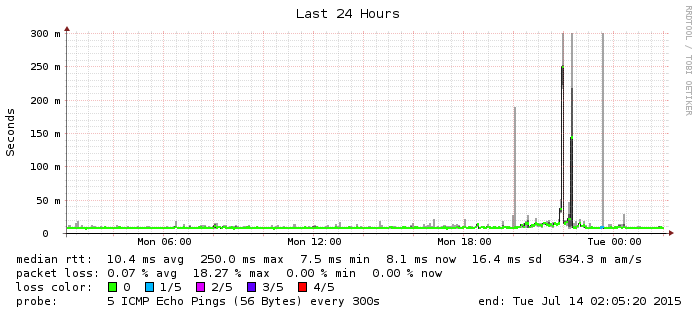 Last 24 Hours
RRDTOOL / TOBI OETIKER
Seconds
300 m
250 m
200 m
150 m
100 m
50 m
0
Mon 06:00 Mon 12:00 Mon 18:00 Tue 00:00
median rtt: 10.4 ms avg 250.0 ms max 7.5 ms min 8.1 ms now 16.4 ms sd 634.3 m am/s
packet loss: 0.07 % avg 18.27 % max 0.00 % min 0.00 % now
loss color: 0 1/5 2/5 3/5 4/5
probe: 5 ICMP Echo Pings (56 Bytes) every 300s end: Tue Jul 14 02:05:20 2015